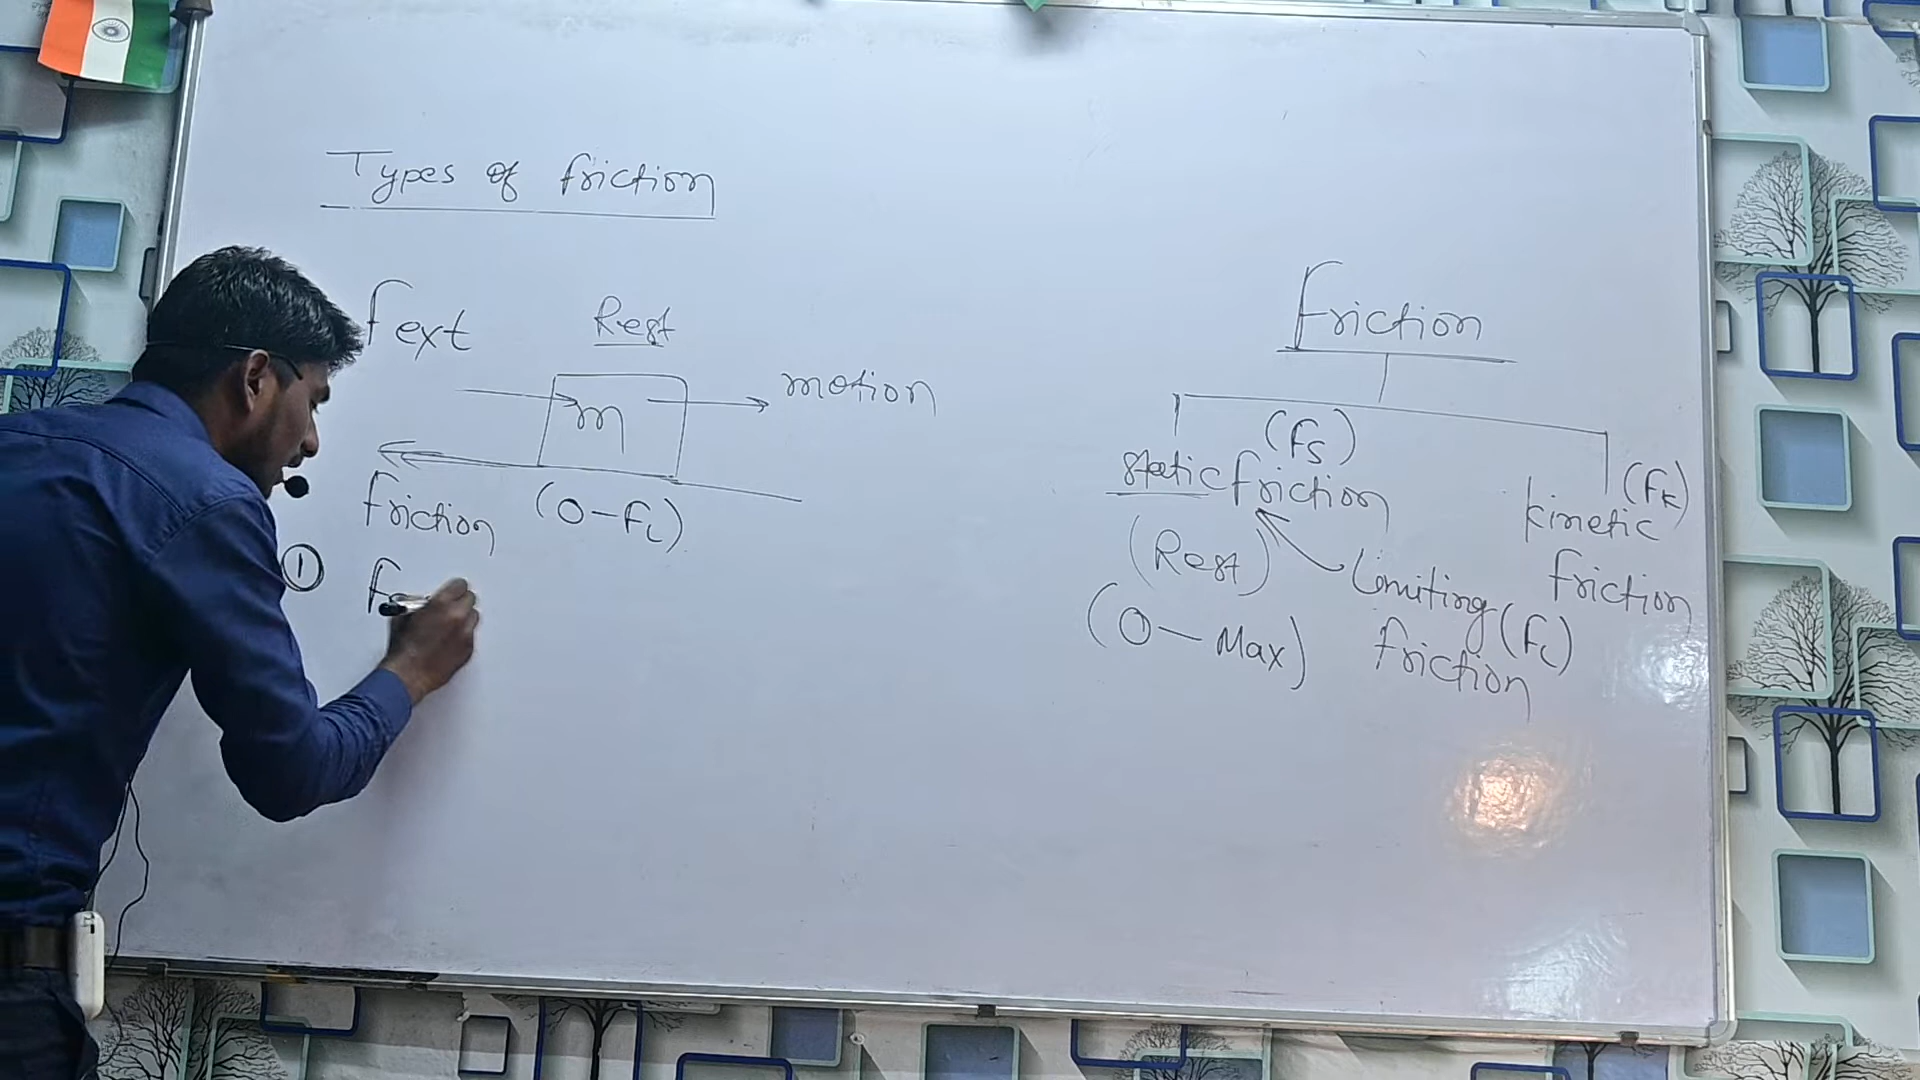 Types of friction
Fext
Rest
m
motion
friction
(0-FL)
①
Friction
(fs)
static friction
(Rest)
(0-Max)
Limiting
friction
(FL)
(FK)
kinetic
friction